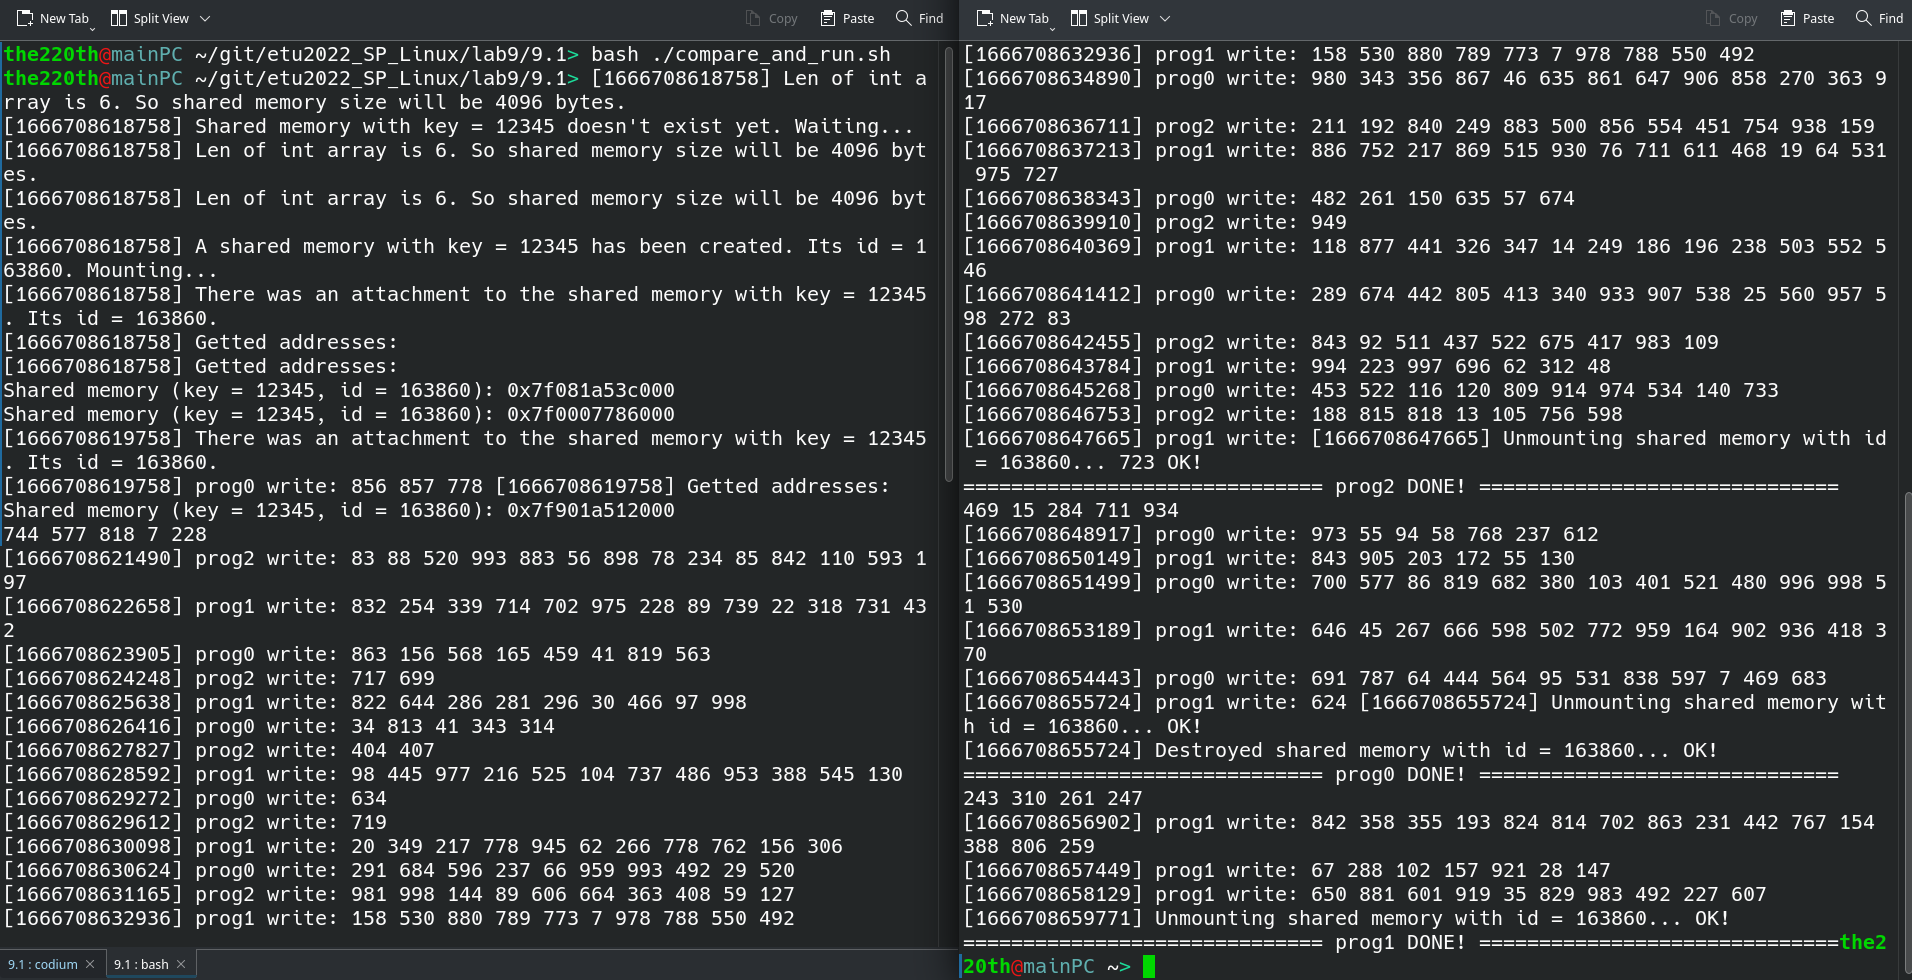 New Tab Split View Copy Paste Find
the220th@mainPC ~/git/etu2022_SP_Linux/lab9/9.1> bash ./compare_and_run.sh
the220th@mainPC ~/git/etu2022_SP_Linux/lab9/9.1> [1666708618758] Len of int a
rray is 6. So shared memory size will be 4096 bytes.
[1666708618758] Shared memory with key = 12345 doesn't exist yet. Waiting...
[1666708618758] Len of int array is 6. So shared memory size will be 4096 byt
es.
[1666708618758] Len of int array is 6. So shared memory size will be 4096 byt
es.
[1666708618758] A shared memory with key = 12345 has been created. Its id = 1
63860. Mounting...
[1666708618758] There was an attachment to the shared memory with key = 12345
. Its id = 163860.
[1666708618758] Getted addresses:
[1666708618758] Getted addresses:
Shared memory (key = 12345, id = 163860): 0x7f081a53c000
Shared memory (key = 12345, id = 163860): 0x7f0007786000
[1666708619758] There was an attachment to the shared memory with key = 12345
. Its id = 163860.
[1666708619758] prog0 write: 856 857 778 [1666708619758] Getted addresses:
Shared memory (key = 12345, id = 163860): 0x7f901a512000
744 577 818 7 228
[1666708621490] prog2 write: 83 88 520 993 883 56 898 78 234 85 842 110 593 1
97
[1666708622658] prog1 write: 832 254 339 714 702 975 228 89 739 22 318 731 43
2
[1666708623905] prog0 write: 863 156 568 165 459 41 819 563
[1666708624248] prog2 write: 717 699
[1666708625638] prog1 write: 822 644 286 281 296 30 466 97 998
[1666708626416] prog0 write: 34 813 41 343 314
[1666708627827] prog2 write: 404 407
[1666708628592] prog1 write: 98 445 977 216 525 104 737 486 953 388 545 130
[1666708629272] prog0 write: 634
[1666708629612] prog2 write: 719
[1666708630098] prog1 write: 20 349 217 778 945 62 266 778 762 156 306
[1666708630624] prog0 write: 291 684 596 237 66 959 993 492 29 520
[1666708631165] prog2 write: 981 998 144 89 606 664 363 408 59 127
[1666708632936] prog1 write: 158 530 880 789 773 7 978 788 550 492
9.1 : codium 9.1 : bash
New Tab Split View Copy Paste Find
[1666708632936] prog1 write: 158 530 880 789 773 7 978 788 550 492
[1666708634890] prog0 write: 980 343 356 867 46 635 861 647 906 858 270 363 9
17
[1666708636711] prog2 write: 211 192 840 249 883 500 856 554 451 754 938 159
[1666708637213] prog1 write: 886 752 217 869 515 930 76 711 611 468 19 64 531
975 727
[1666708638343] prog0 write: 482 261 150 635 57 674
[1666708639910] prog2 write: 949
[1666708640369] prog1 write: 118 877 441 326 347 14 249 186 196 238 503 552 5
46
[1666708641412] prog0 write: 289 674 442 805 413 340 933 907 538 25 560 957 5
98 272 83
[1666708642455] prog2 write: 843 92 511 437 522 675 417 983 109
[1666708643784] prog1 write: 994 223 997 696 62 312 48
[1666708645268] prog0 write: 453 522 116 120 809 914 974 534 140 733
[1666708646753] prog2 write: 188 815 818 13 105 756 598
[1666708647665] prog1 write: [1666708647665] Unmounting shared memory with id
= 163860... 723 OK!
============================== prog2 DONE! ==============================
469 15 284 711 934
[1666708648917] prog0 write: 973 55 94 58 768 237 612
[1666708650149] prog1 write: 843 905 203 172 55 130
[1666708651499] prog0 write: 700 577 86 819 682 380 103 401 521 480 996 998 5
1 530
[1666708653189] prog1 write: 646 45 267 666 598 502 772 959 164 902 936 418 3
70
[1666708654443] prog0 write: 691 787 64 444 564 95 531 838 597 7 469 683
[1666708655724] prog1 write: 624 [1666708655724] Unmounting shared memory wit
h id = 163860... OK!
[1666708655724] Destroyed shared memory with id = 163860... OK!
============================== prog0 DONE! ==============================
243 310 261 247
[1666708656902] prog1 write: 842 358 355 193 824 814 702 863 231 442 767 154
388 806 259
[1666708657449] prog1 write: 67 288 102 157 921 28 147
[1666708658129] prog1 write: 650 881 601 919 35 829 983 492 227 607
[1666708659771] Unmounting shared memory with id = 163860... OK!
============================== prog1 DONE! ==============================the2
20th@mainPC ~>